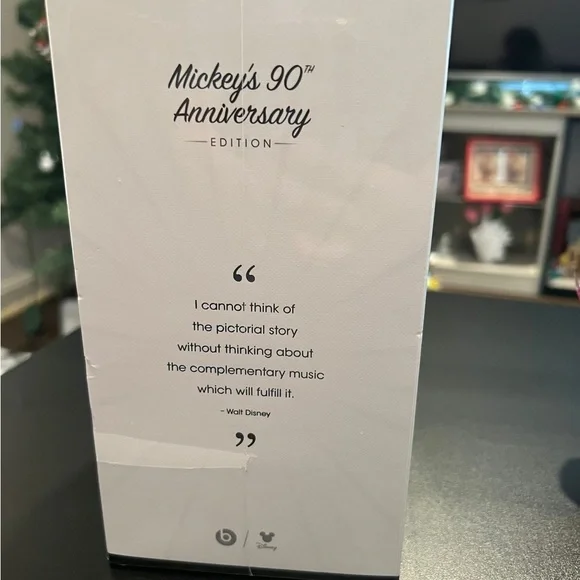 Mickey's 90TH
Anniversary
EDITION
“
I cannot think of
the pictorial story
without thinking about
the complementary music
which will fulfill it.
- Walt Disney
”
b
Disney